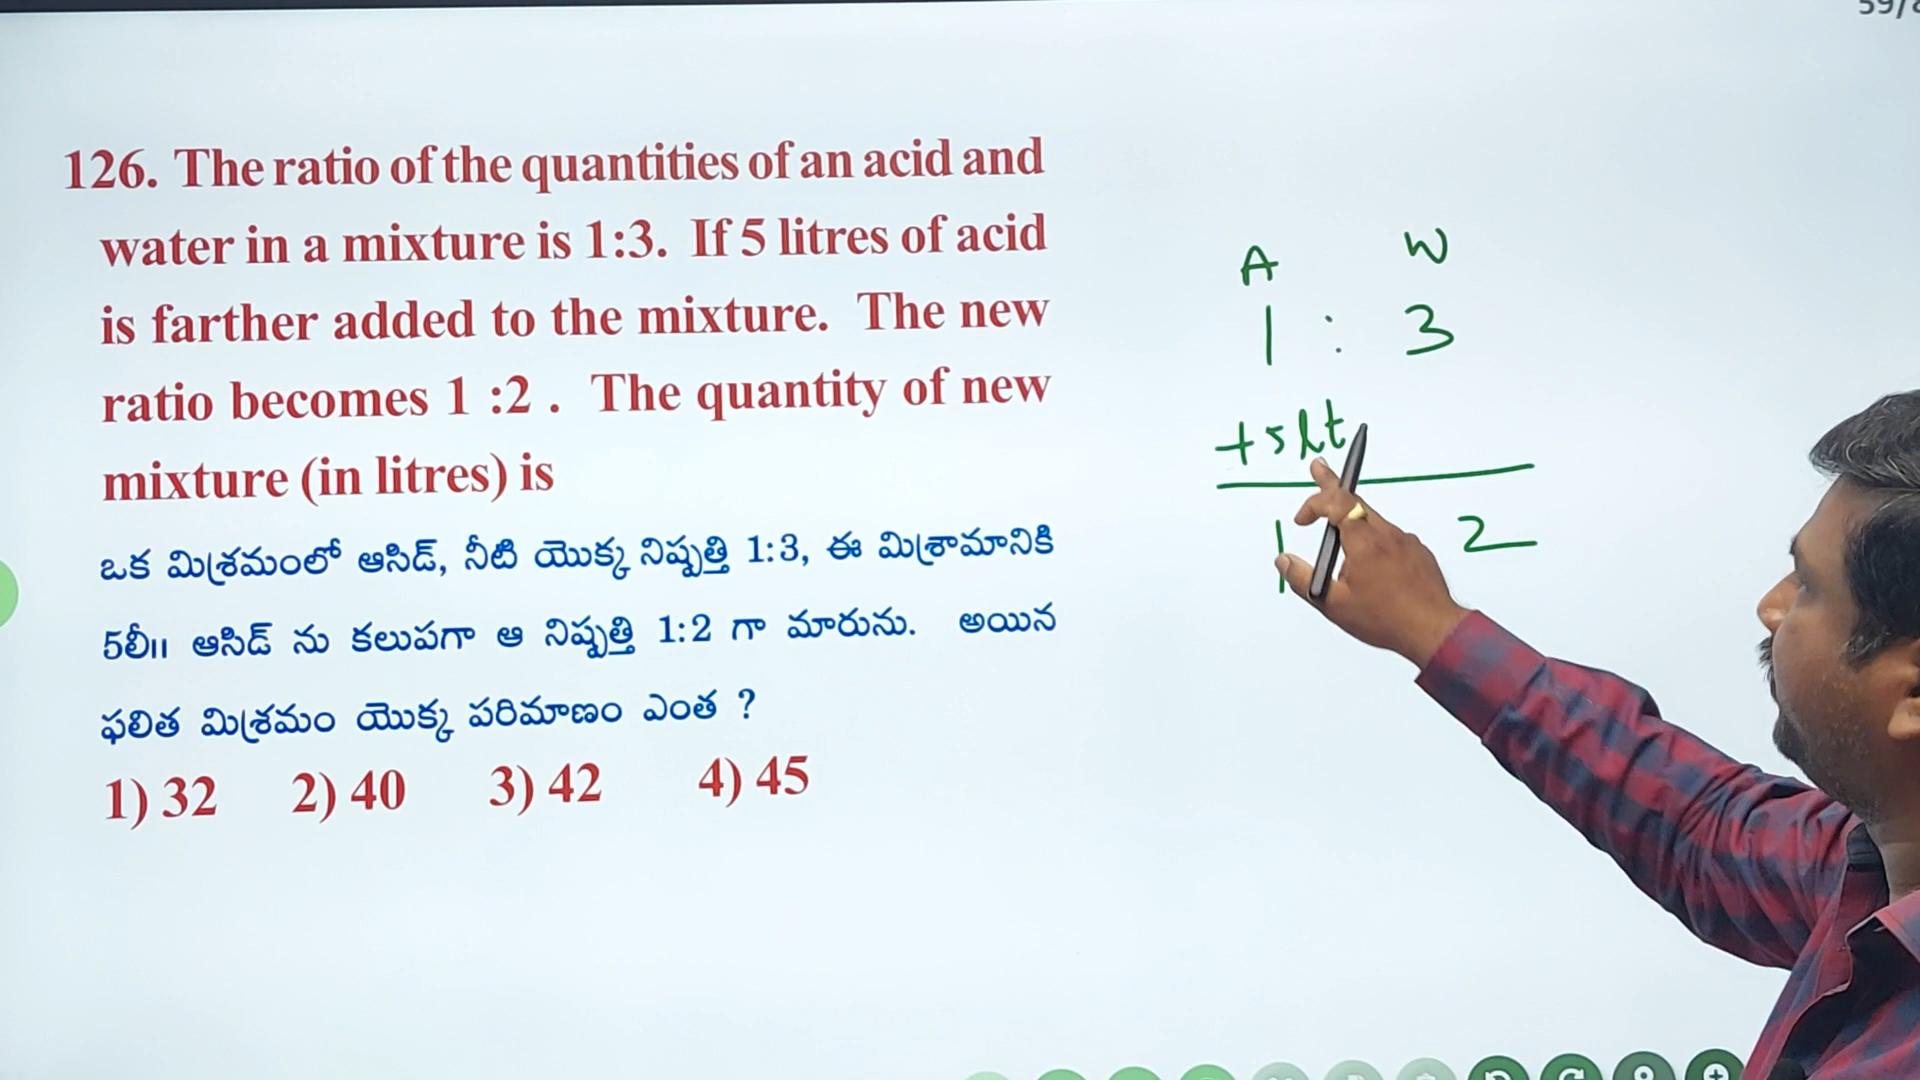 59/8
126. The ratio of the quantities of an acid and
water in a mixture is 1:3. If 5 litres of acid
is farther added to the mixture. The new
ratio becomes 1 :2 . The quantity of new
mixture (in litres) is
ఒక మిశ్రమంలో ఆసిడ్, నీటి యొక్క నిష్పత్తి 1:3, ఈ మిశ్రామానికి
5లీ॥ ఆసిడ్ ను కలుపగా ఆ నిష్పత్తి 1:2 గా మారును. అయిన
ఫలిత మిశ్రమం యొక్క పరిమాణం ఎంత ?
1) 32 2) 40 3) 42 4) 45
A W
1 : 3
+5lt
1 2